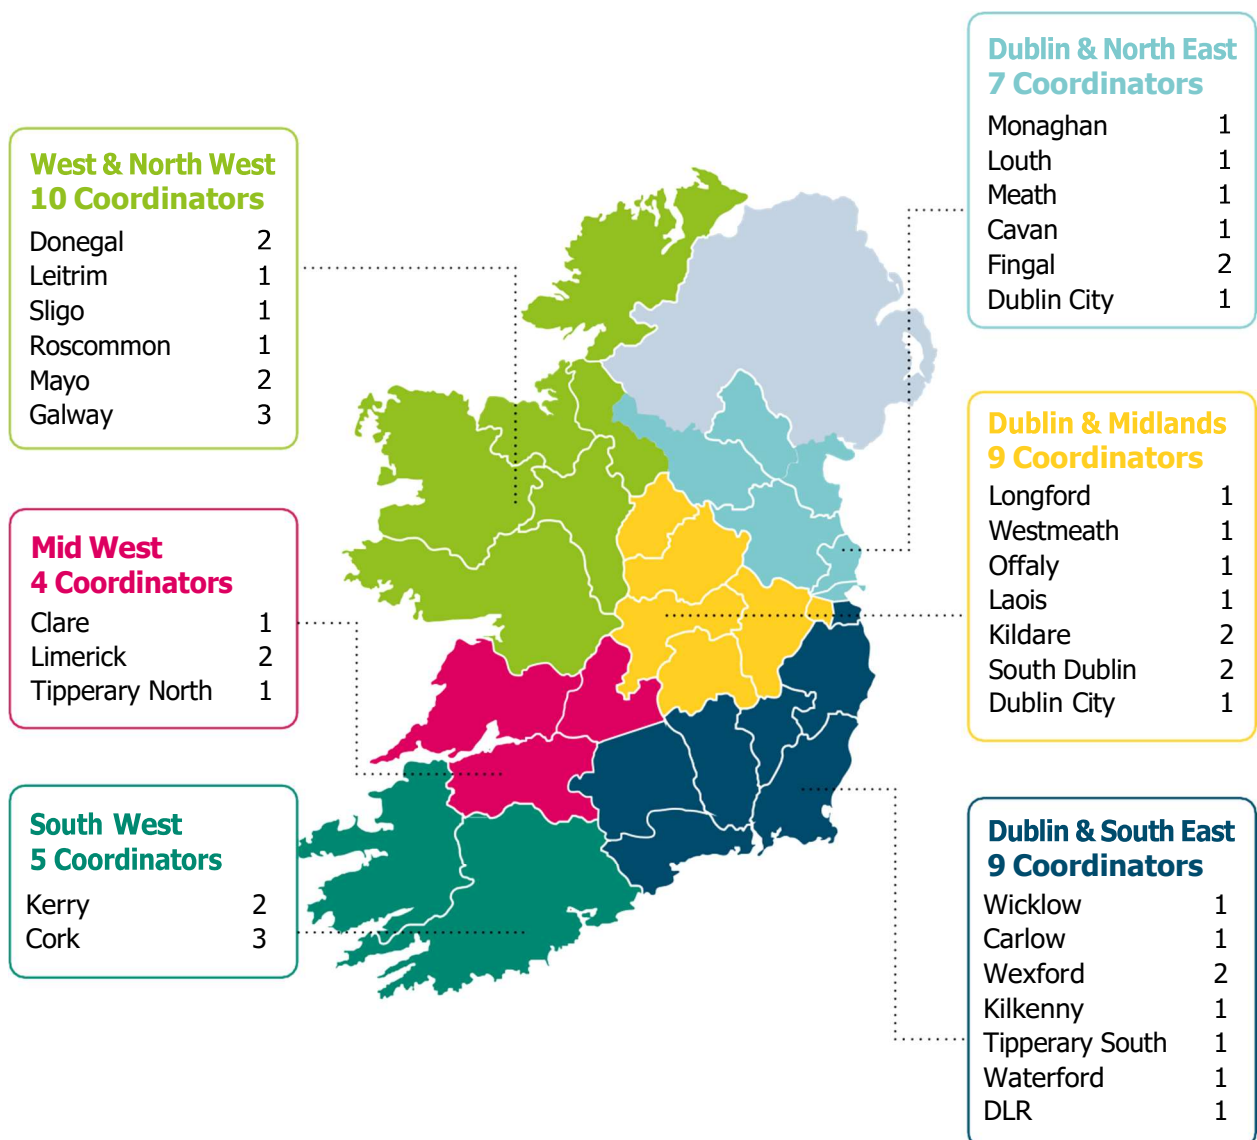 West & North West
10 Coordinators
Donegal 2
Leitrim 1
Sligo 1
Roscommon 1
Mayo 2
Galway 3
Mid West
4 Coordinators
Clare 1
Limerick 2
Tipperary North 1
South West
5 Coordinators
Kerry 2
Cork 3
Dublin & North East
7 Coordinators
Monaghan 1
Louth 1
Meath 1
Cavan 1
Fingal 2
Dublin City 1
Dublin & Midlands
9 Coordinators
Longford 1
Westmeath 1
Offaly 1
Laois 1
Kildare 2
South Dublin 2
Dublin City 1
Dublin & South East
9 Coordinators
Wicklow 1
Carlow 1
Wexford 2
Kilkenny 1
Tipperary South 1
Waterford 1
DLR 1